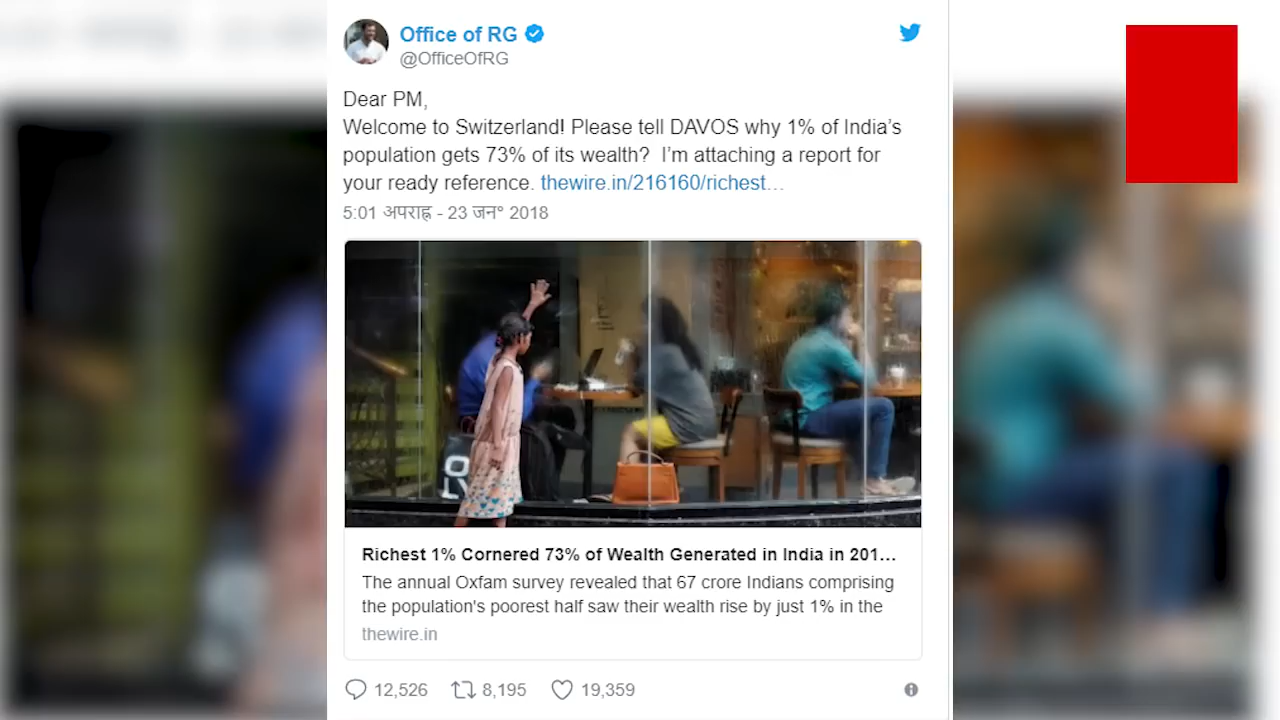 Office of RG
@OfficeOfRG
Dear PM,
Welcome to Switzerland! Please tell DAVOS why 1% of India’s
population gets 73% of its wealth?  I’m attaching a report for
your ready reference. thewire.in/216160/richest…
5:01 अपराह्न - 23 जन॰ 2018
Richest 1% Cornered 73% of Wealth Generated in India in 201…
The annual Oxfam survey revealed that 67 crore Indians comprising
the population's poorest half saw their wealth rise by just 1% in the
thewire.in
12,526
8,195
19,359